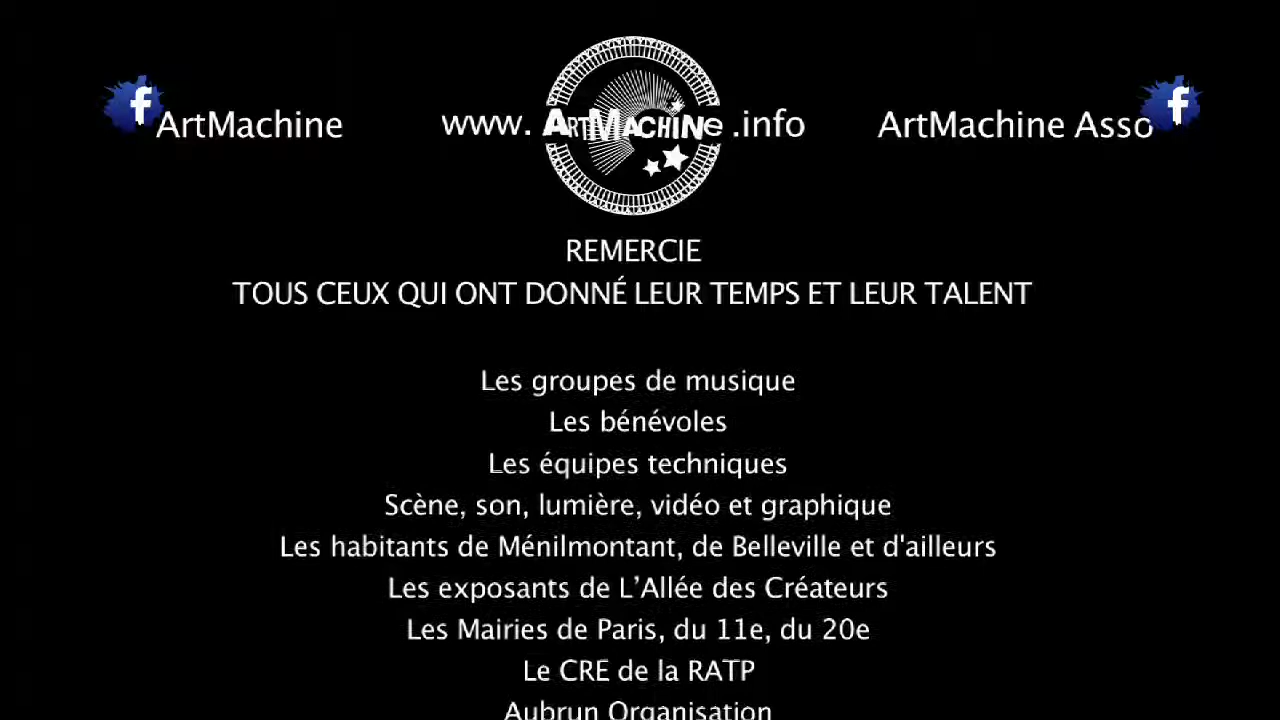 ArtMachine www. ARTMACHINe .info ArtMachine Asso
REMERCIE
TOUS CEUX QUI ONT DONNÉ LEUR TEMPS ET LEUR TALENT
Les groupes de musique
Les bénévoles
Les équipes techniques
Scène, son, lumière, vidéo et graphique
Les habitants de Ménilmontant, de Belleville et d'ailleurs
Les exposants de L’Allée des Créateurs
Les Mairies de Paris, du 11e, du 20e
Le CRE de la RATP
Aubrun Organisation